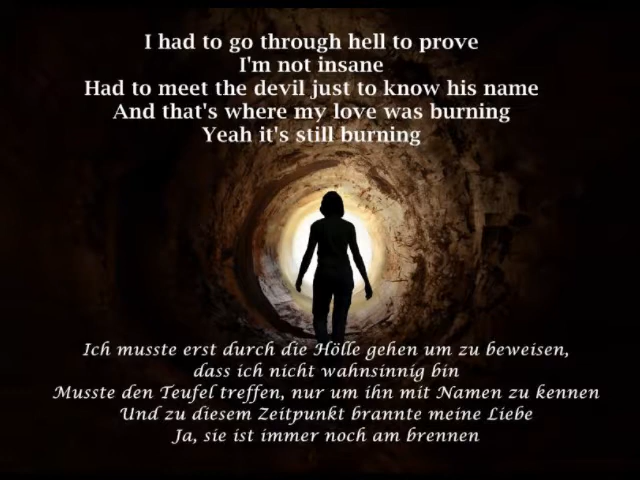 I had to go through hell to prove
I'm not insane
Had to meet the devil just to know his name
And that's where my love was burning
Yeah it's still burning
Ich musste erst durch die Hölle gehen um zu beweisen,
dass ich nicht wahnsinnig bin
Musste den Teufel treffen, nur um ihn mit Namen zu kennen
Und zu diesem Zeitpunkt brannte meine Liebe
Ja, sie ist immer noch am brennen